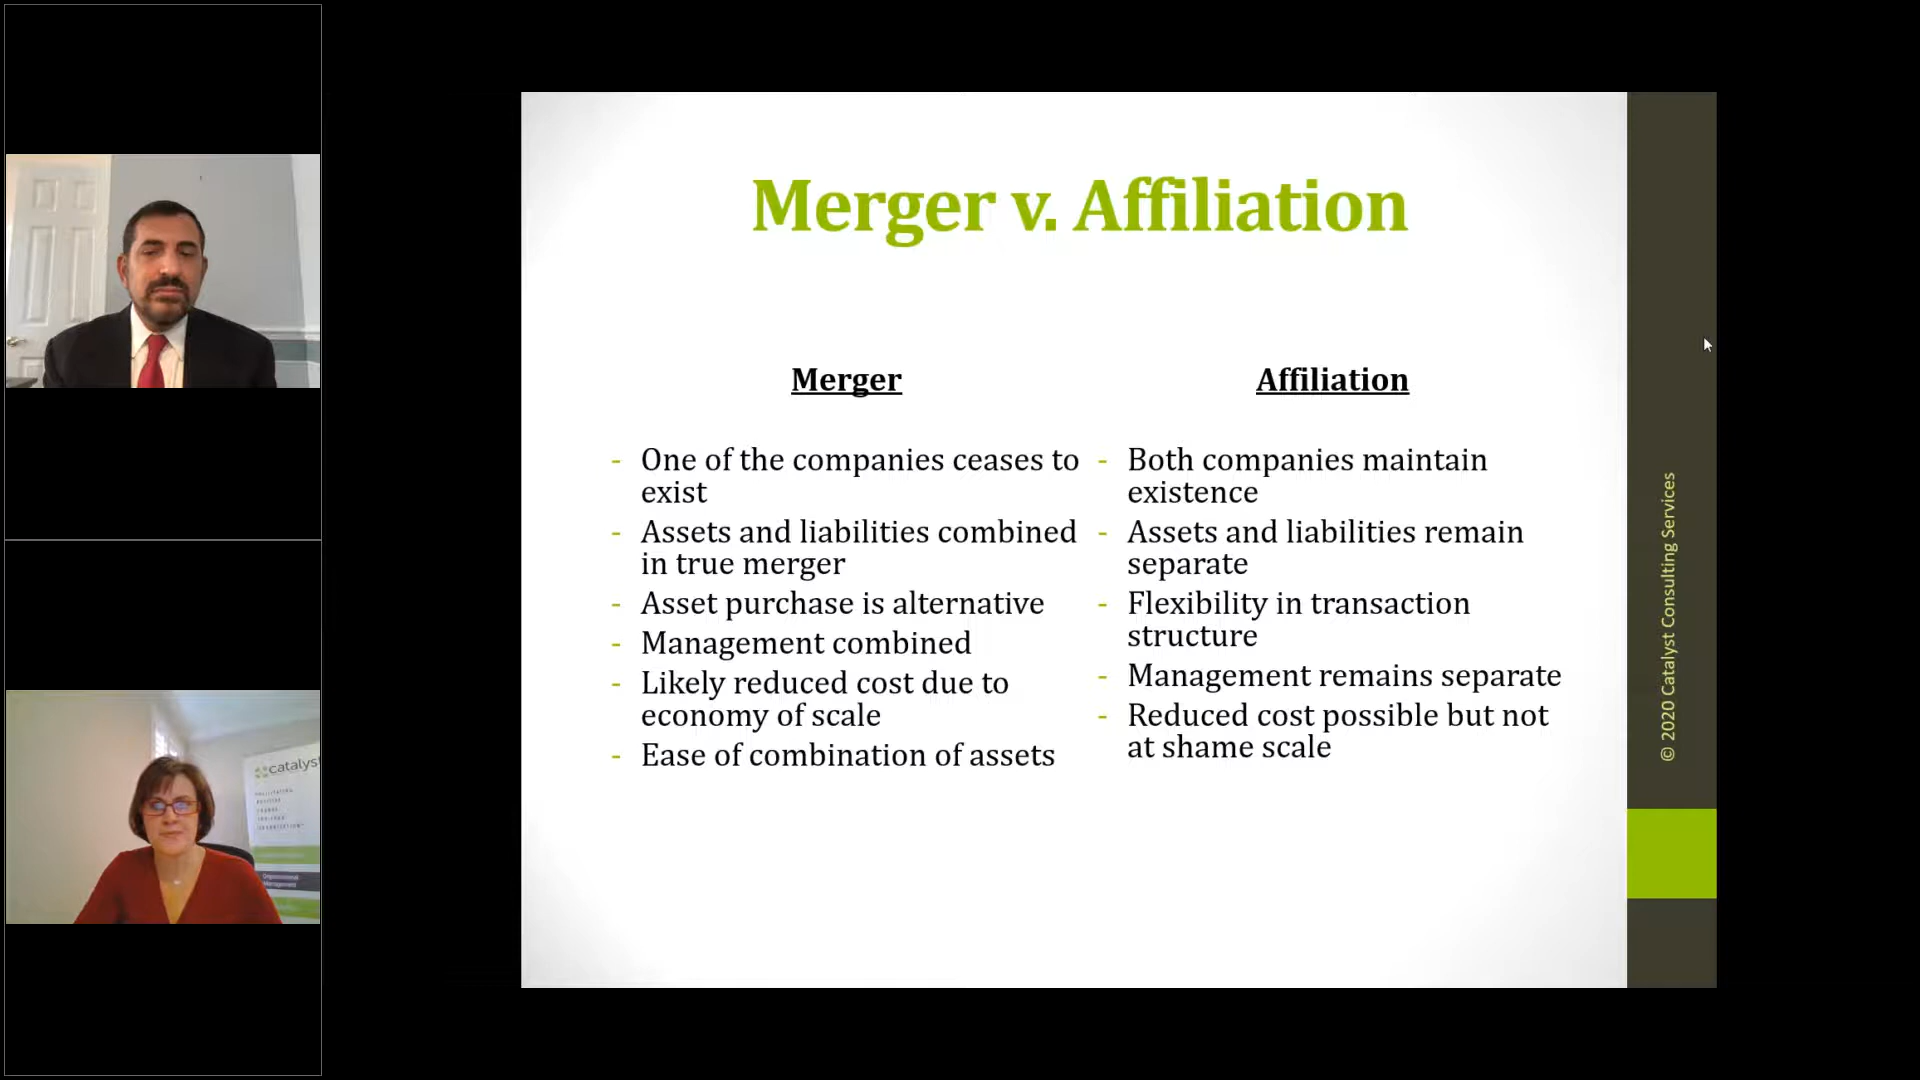 Merger v. Affiliation
Merger
- One of the companies ceases to
exist
- Assets and liabilities combined
in true merger
- Asset purchase is alternative
- Management combined
- Likely reduced cost due to
economy of scale
- Ease of combination of assets
Affiliation
- Both companies maintain
existence
- Assets and liabilities remain
separate
- Flexibility in transaction
structure
- Management remains separate
- Reduced cost possible but not
at shame scale
© 2020 Catalyst Consulting Services
catalyst
Organizational
Management